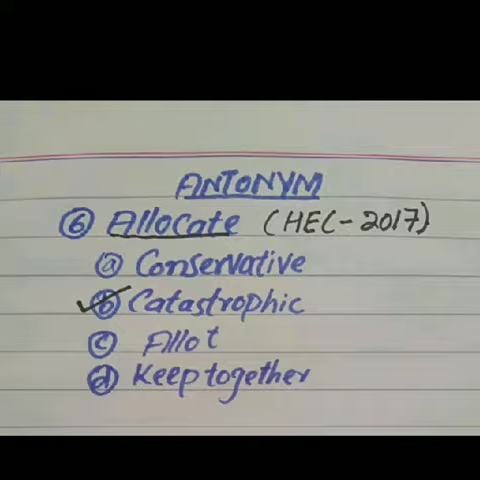 ANTONYM
6 Allocate (HEC-2017)
a Conservative
b Catastrophic
c Allot
d Keep together